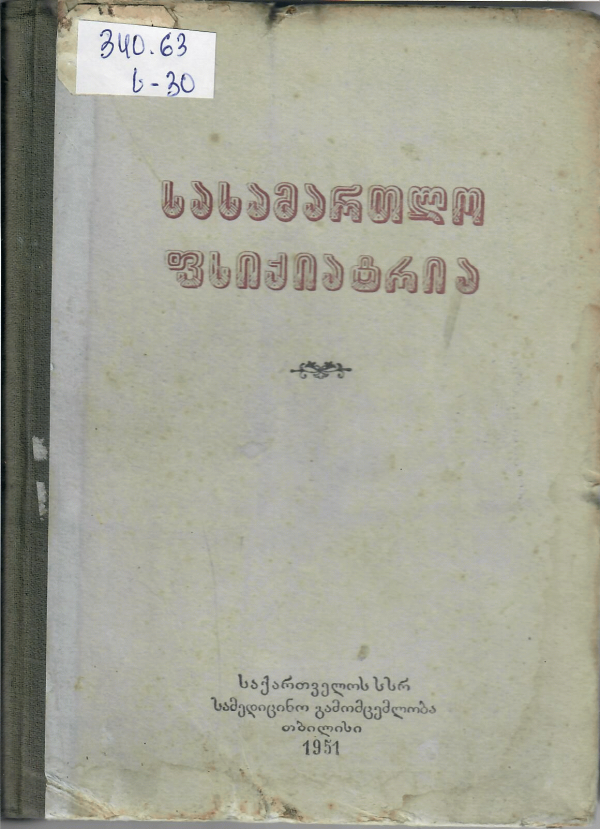 340.63
ს-30
სასამართლო
ფსიქიატრია
საქართველოს სსრ
სამედიცინო გამომცემლობა
თბილისი
1951